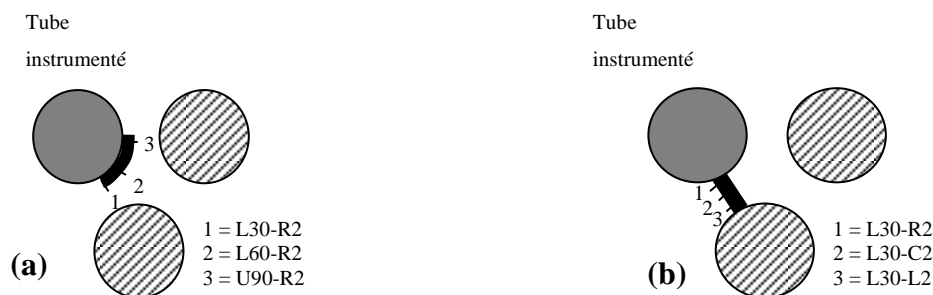 Tube
instrumenté
3
2
1
1 = L30-R2
2 = L60-R2
3 = U90-R2
(a)
Tube
instrumenté
1
2
3
1 = L30-R2
2 = L30-C2
3 = L30-L2
(b)